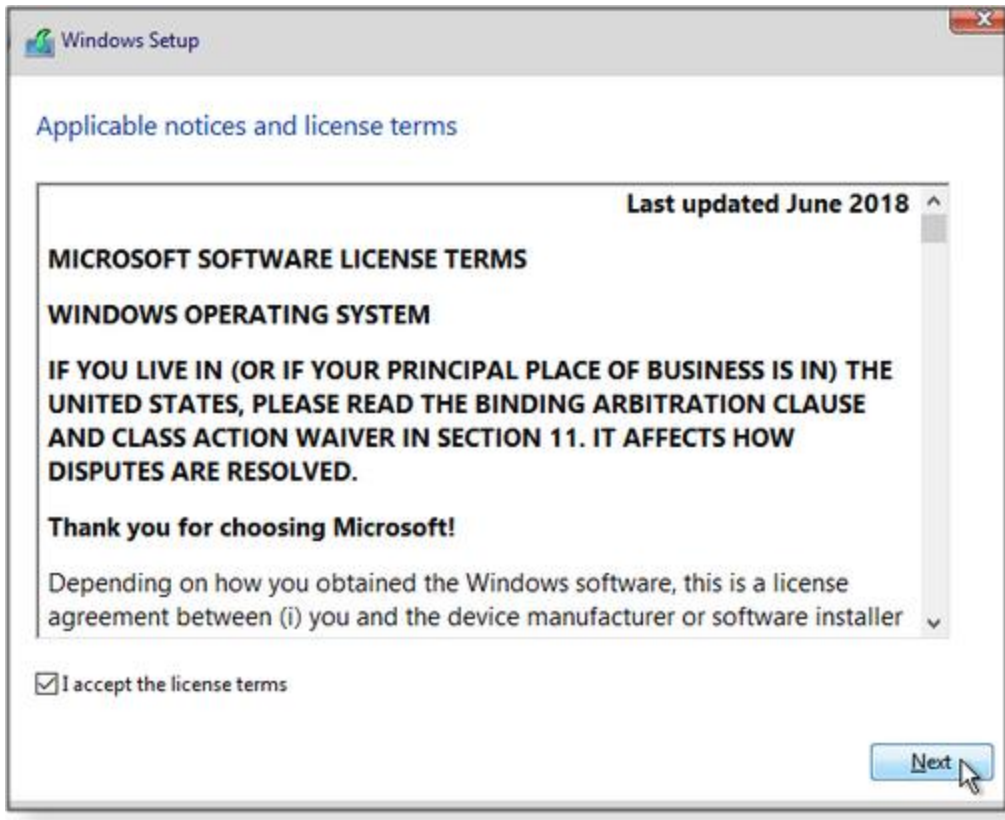 Windows Setup
Applicable notices and license terms
Last updated June 2018
MICROSOFT SOFTWARE LICENSE TERMS
WINDOWS OPERATING SYSTEM
IF YOU LIVE IN (OR IF YOUR PRINCIPAL PLACE OF BUSINESS IS IN) THE
UNITED STATES, PLEASE READ THE BINDING ARBITRATION CLAUSE
AND CLASS ACTION WAIVER IN SECTION 11. IT AFFECTS HOW
DISPUTES ARE RESOLVED.
Thank you for choosing Microsoft!
Depending on how you obtained the Windows software, this is a license
agreement between (i) you and the device manufacturer or software installer
I accept the license terms
Next